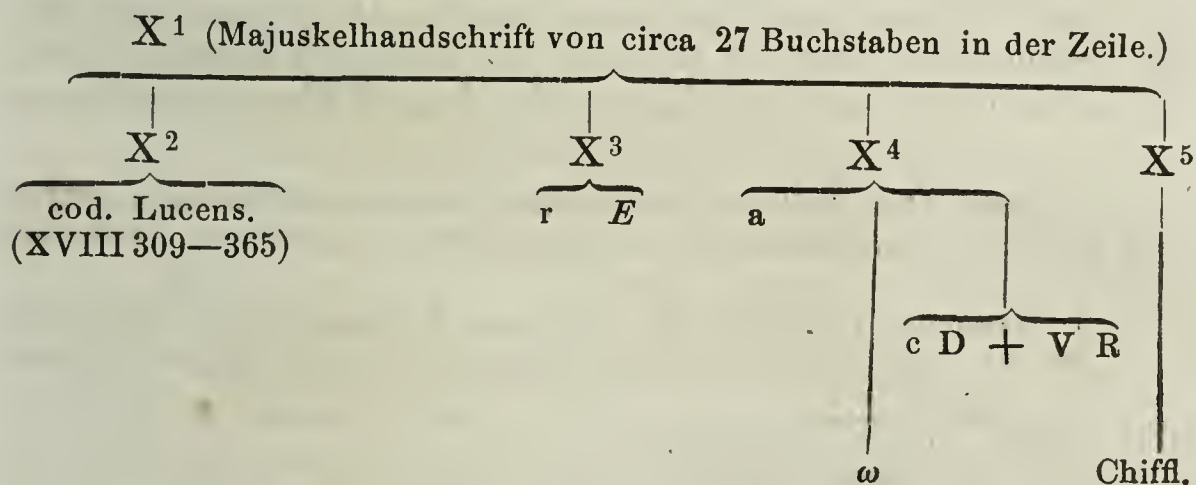 X¹ (Majuskelhandschrift von circa 27 Buchstaben in der Zeile.)
X² X³ X⁴ X⁵
cod. Lucens. r E a
(XVIII 309—365)
c D + V R
ω Chiffl.